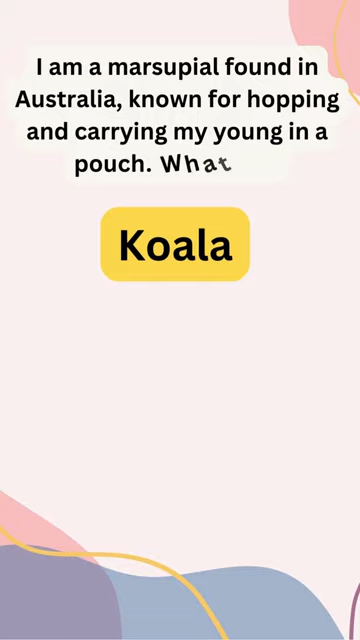 I am a marsupial found in
Australia, known for hopping
and carrying my young in a
pouch. What
Koala